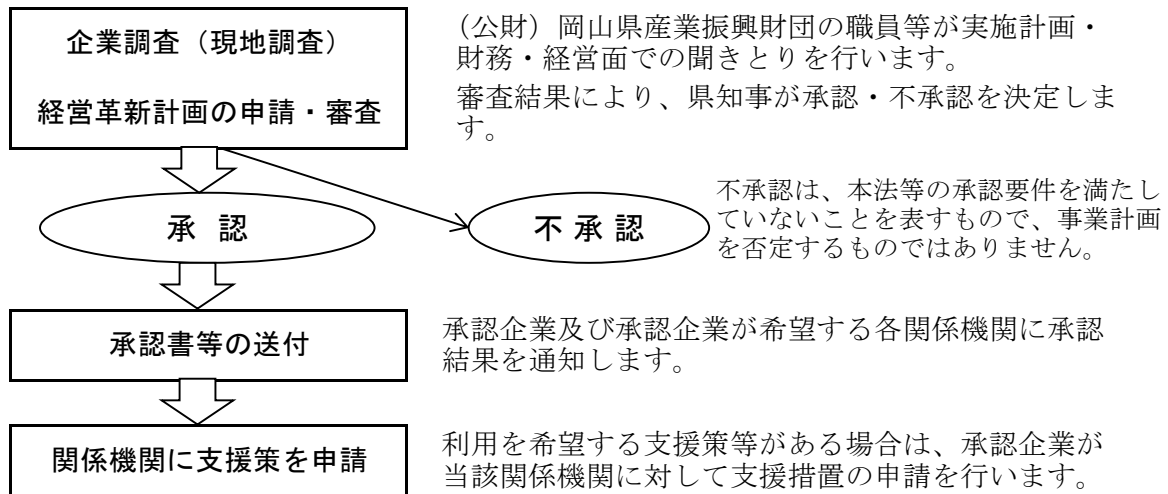 企業調査（現地調査）
経営革新計画の申請・審査
（公財）岡山県産業振興財団の職員等が実施計画・
財務・経営面での聞きとりを行います。
審査結果により、県知事が承認・不承認を決定しま
す。
承 認
不 承 認
不承認は、本法等の承認要件を満たし
ていないことを表すもので、事業計画
を否定するものではありません。
承認書等の送付
承認企業及び承認企業が希望する各関係機関に承認
結果を通知します。
関係機関に支援策を申請
利用を希望する支援策等がある場合は、承認企業が
当該関係機関に対して支援措置の申請を行います。